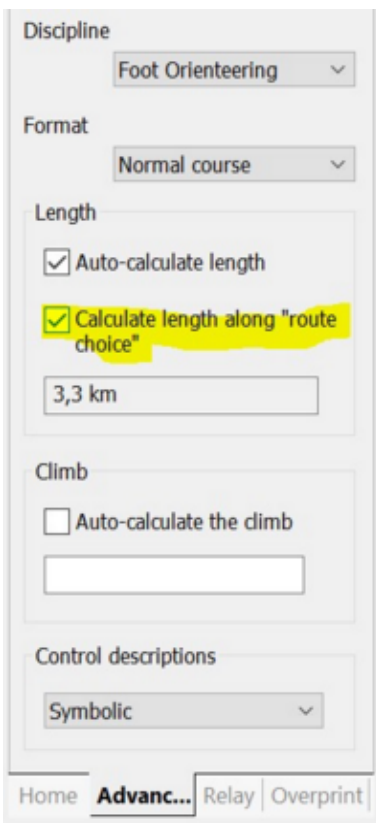 Discipline
Foot Orienteering
Format
Normal course
Length
Auto-calculate length
Calculate length along "route
choice"
3,3 km
Climb
Auto-calculate the climb
Control descriptions
Symbolic
Home Advanc... Relay Overprint